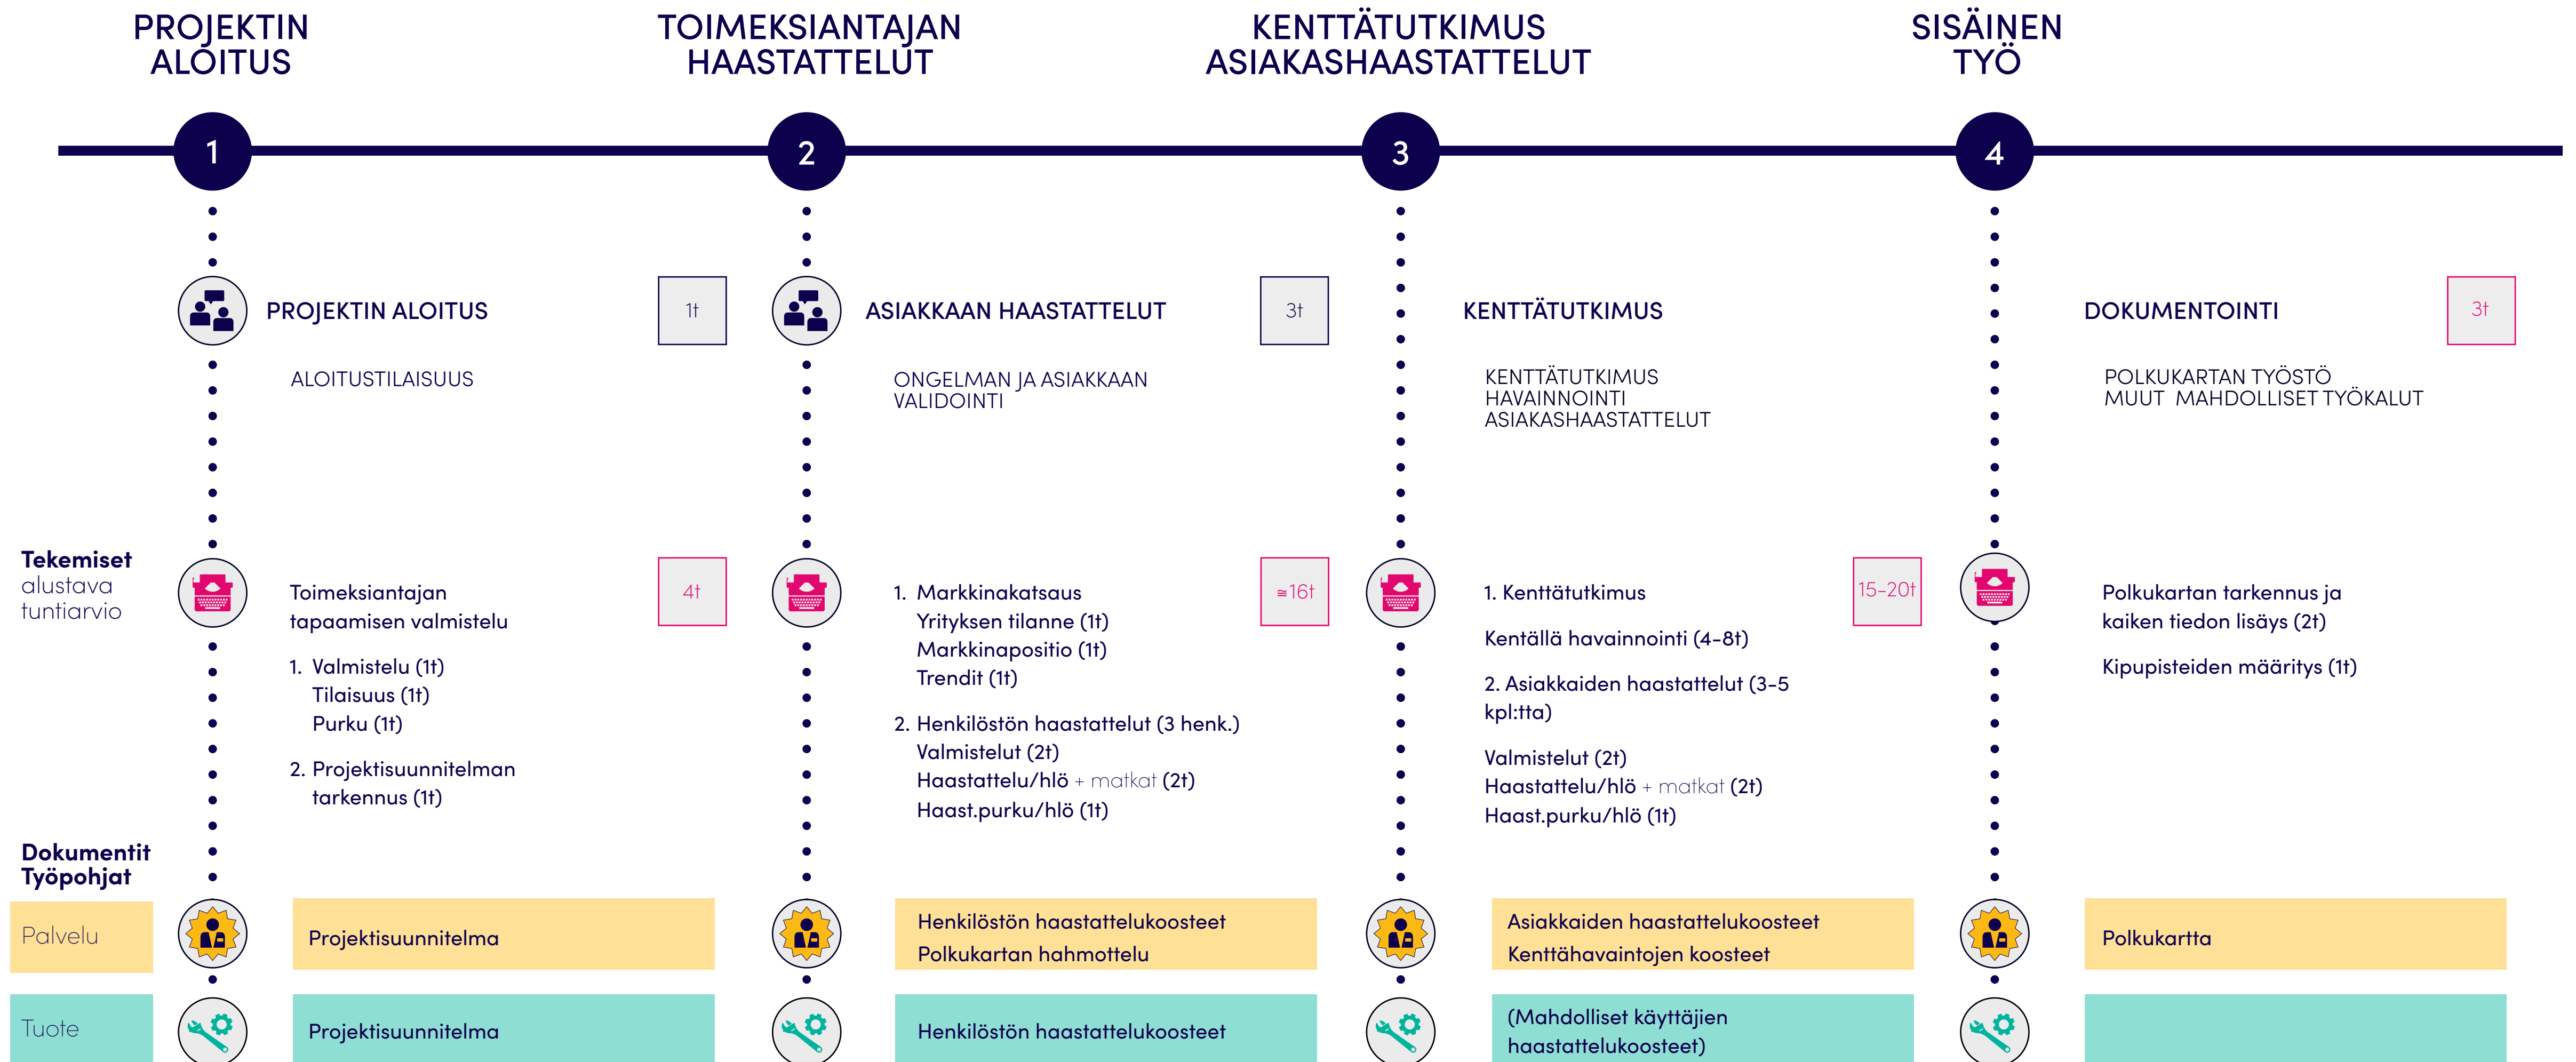 PROJEKTIN
ALOITUS
TOIMEKSIANTAJAN
HAASTATTELUT
KENTTÄTUTKIMUS
ASIAKASHAASTATTELUT
SISÄINEN
TYÖ
1
2
3
4
PROJEKTIN ALOITUS
1t
ALOITUSTILAISUUS
ASIAKKAAN HAASTATTELUT
3t
ONGELMAN JA ASIAKKAAN
VALIDOINTI
KENTTÄTUTKIMUS
KENTTÄTUTKIMUS
HAVAINNOINTI
ASIAKASHAASTATTELUT
DOKUMENTOINTI
3t
POLKUKARTAN TYÖSTÖ
MUUT MAHDOLLISET TYÖKALUT
Tekemiset
alustava
tuntiarvio
Toimeksiantajan
tapaamisen valmistelu
1. Valmistelu (1t)
Tilaisuus (1t)
Purku (1t)
2. Projektisuunnitelman
tarkennus (1t)
4t
1. Markkinakatsaus
Yrityksen tilanne (1t)
Markkinapositio (1t)
Trendit (1t)
2. Henkilöstön haastattelut (3 henk.)
Valmistelut (2t)
Haastattelu/hlö + matkat (2t)
Haast.purku/hlö (1t)
≅16t
1. Kenttätutkimus
Kentällä havainnointi (4-8t)
2. Asiakkaiden haastattelut (3-5
kpl:tta)
Valmistelut (2t)
Haastattelu/hlö + matkat (2t)
Haast.purku/hlö (1t)
15-20t
Polkukartan tarkennus ja
kaiken tiedon lisäys (2t)
Kipupisteiden määritys (1t)
Dokumentit
Työpohjat
Palvelu
Projektisuunnitelma
Henkilöstön haastattelukoosteet
Polkukartan hahmottelu
Asiakkaiden haastattelukoosteet
Kenttähavaintojen koosteet
Polkukartta
Tuote
Projektisuunnitelma
Henkilöstön haastattelukoosteet
(Mahdolliset käyttäjien
haastattelukoosteet)